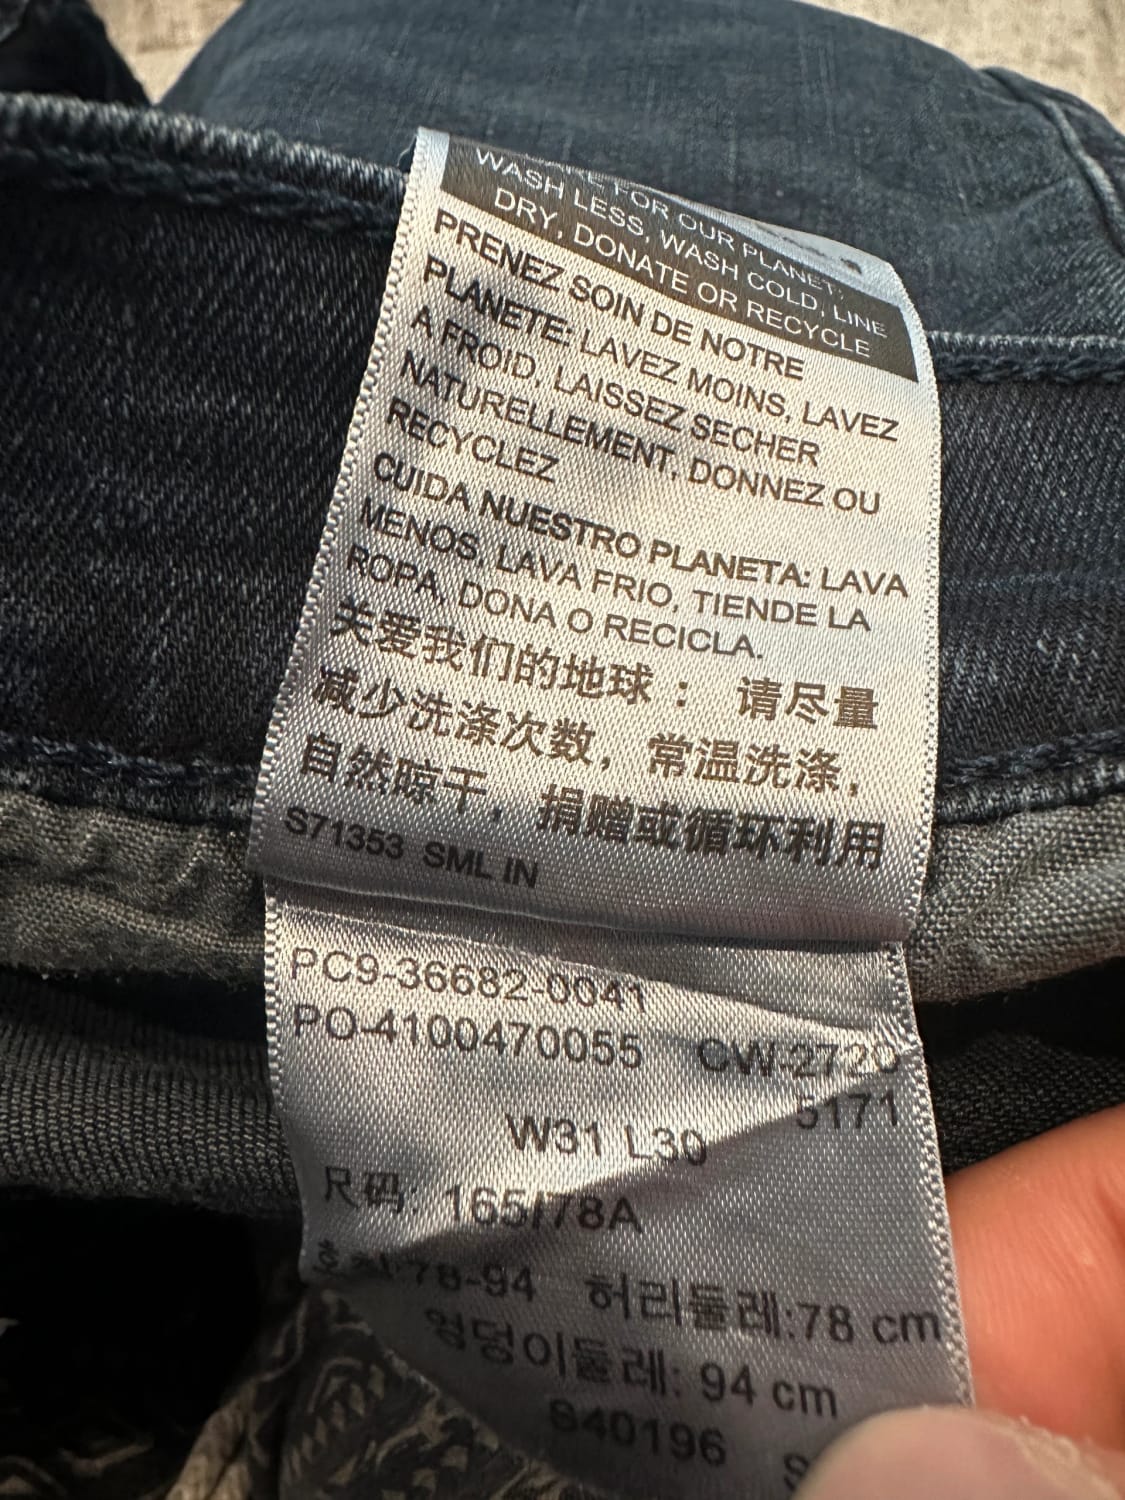 FOR OUR PLANET:
WASH LESS, WASH COLD, LINE
DRY, DONATE OR RECYCLE
PRENEZ SOIN DE NOTRE
PLANETE: LAVEZ MOINS, LAVEZ
A FROID, LAISSEZ SECHER
NATURELLEMENT, DONNEZ OU
RECYCLEZ
CUIDA NUESTRO PLANETA: LAVA
MENOS, LAVA FRIO, TIENDE LA
ROPA, DONA O RECICLA.
关爱我们的地球： 请尽量
减少洗涤次数，常温洗涤，
自然晾干，捐赠或循环利用
S71353 SML IN
PC9-36682-0041
PO-4100470055 CW-2720
5171
W31 L30
尺码: 165/78A
78-94 허리둘레:78 cm
엉덩이둘레: 94 cm
S40196